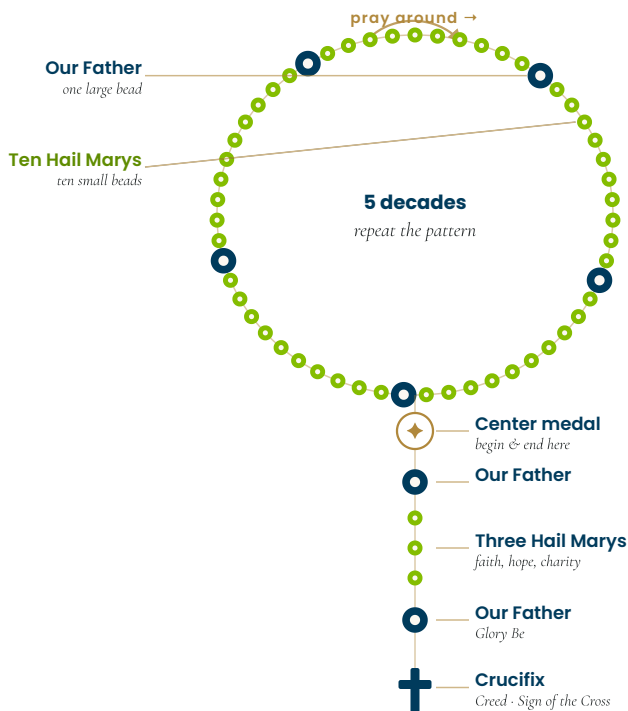 pray around →
Our Father
one large bead
Ten Hail Marys
ten small beads
5 decades
repeat the pattern
Center medal
begin & end here
Our Father
Three Hail Marys
faith, hope, charity
Our Father
Glory Be
Crucifix
Creed · Sign of the Cross